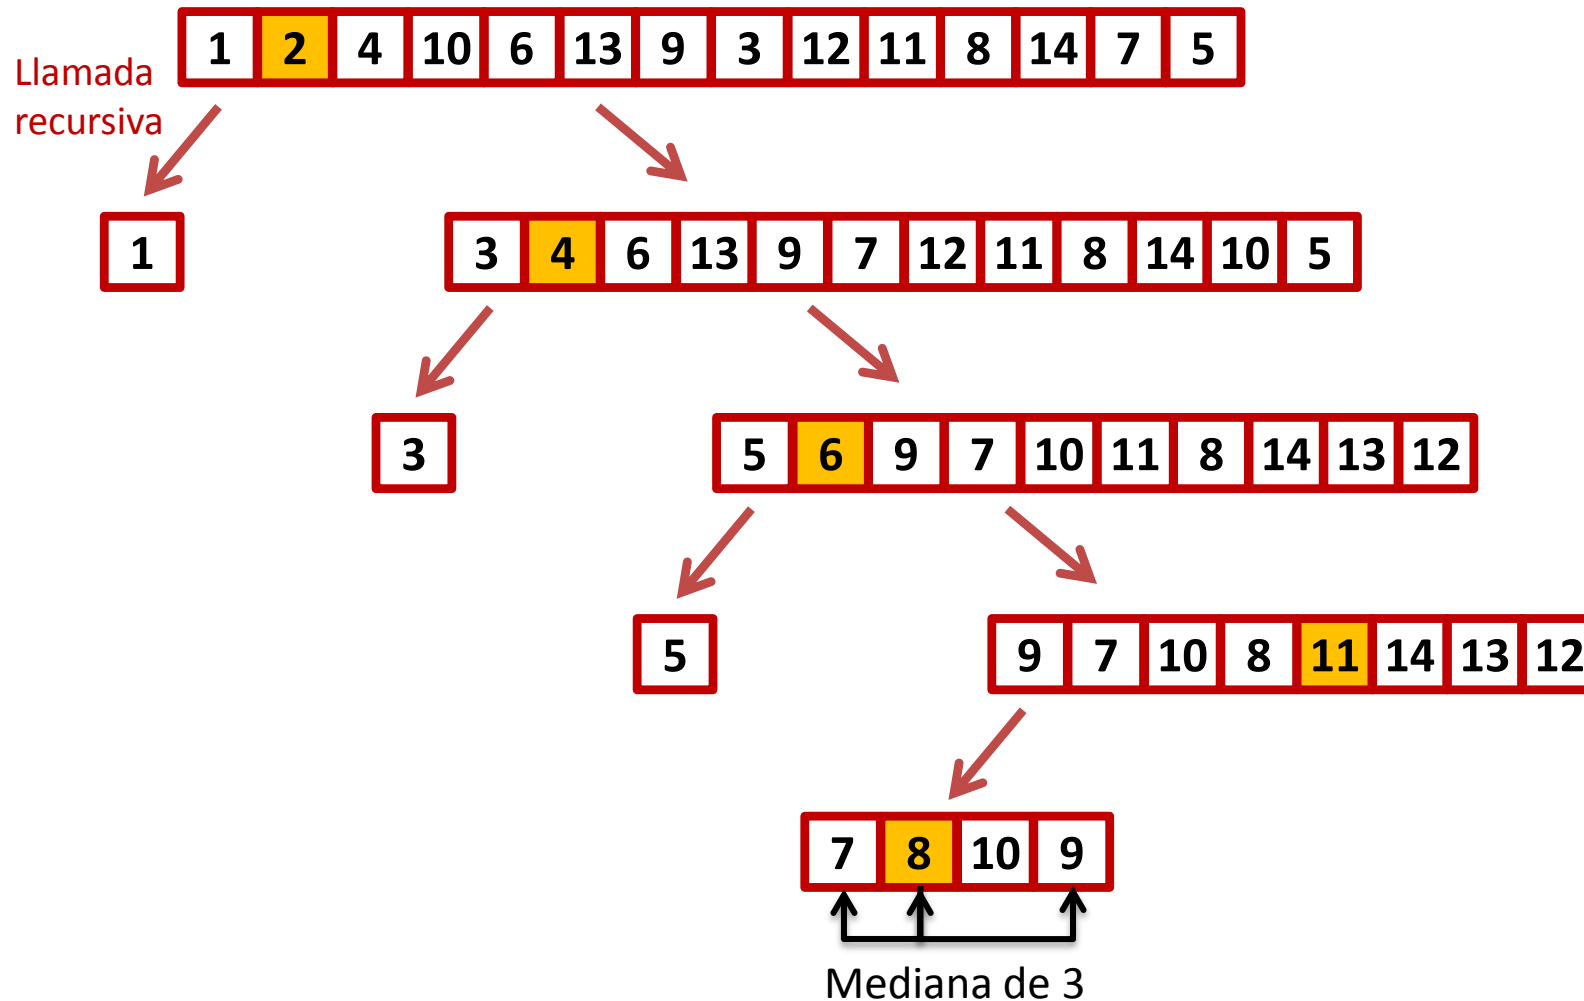 1 2 4 10 6 13 9 3 12 11 8 14 7 5
Llamada
recursiva
1
3 4 6 13 9 7 12 11 8 14 10 5
3
5 6 9 7 10 11 8 14 13 12
5
9 7 10 8 11 14 13 12
7 8 10 9
Mediana de 3